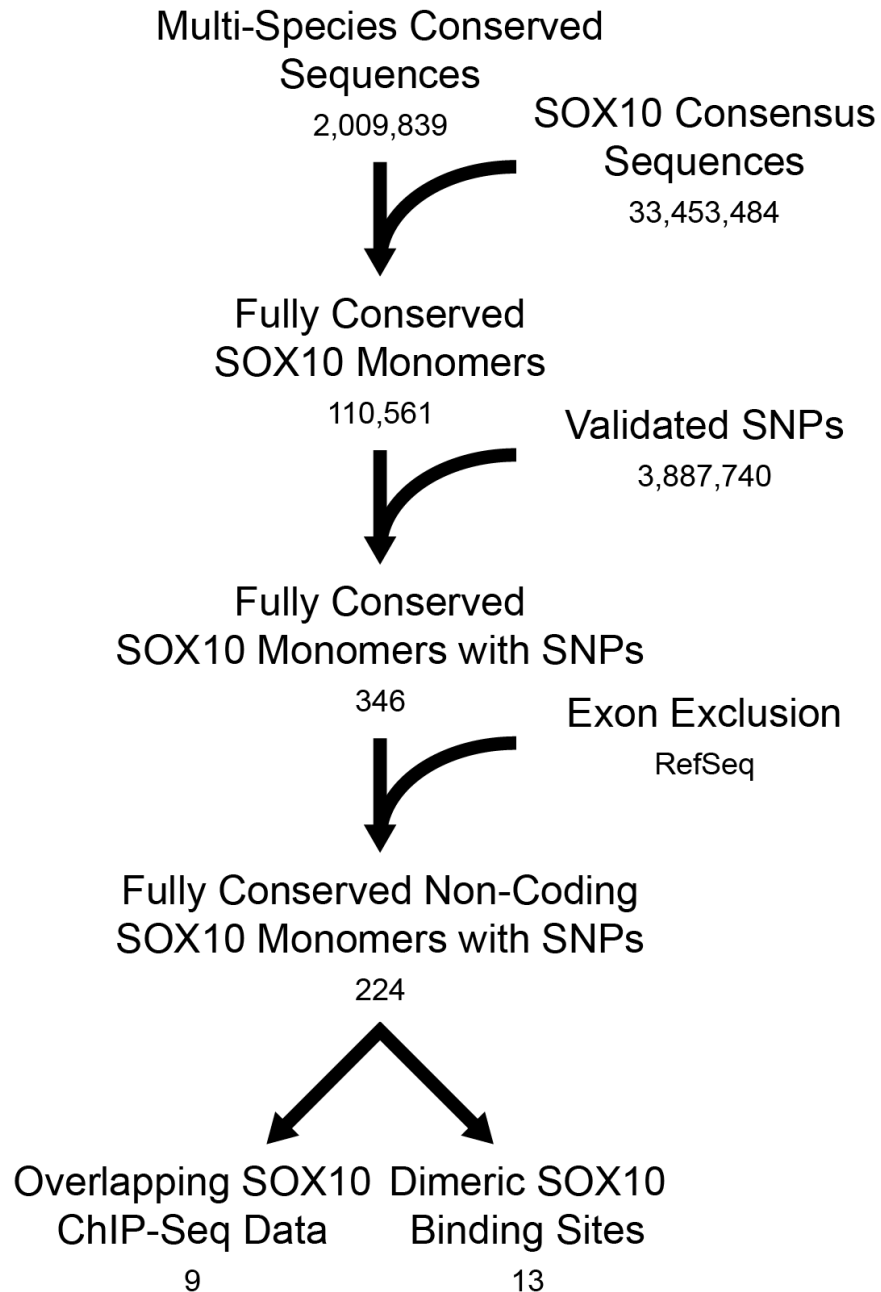 Multi-Species Conserved
Sequences
2,009,839
SOX10 Consensus
Sequences
33,453,484
Fully Conserved
SOX10 Monomers
110,561
Validated SNPs
3,887,740
Fully Conserved
SOX10 Monomers with SNPs
346
Exon Exclusion
RefSeq
Fully Conserved Non-Coding
SOX10 Monomers with SNPs
224
Overlapping SOX10
ChIP-Seq Data
9
Dimeric SOX10
Binding Sites
13